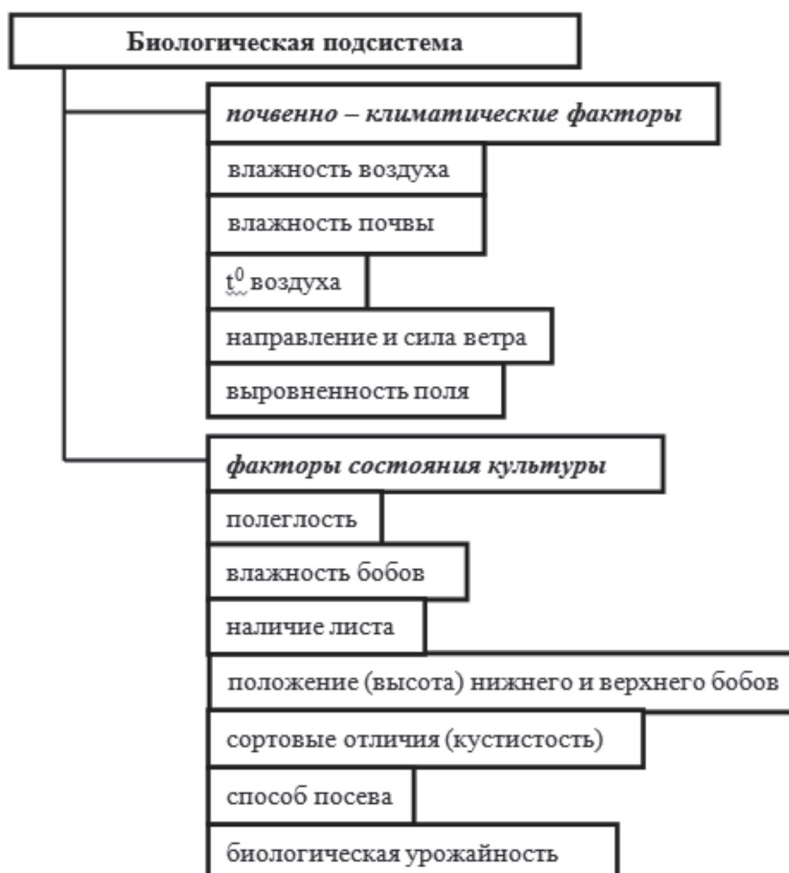 Биологическая подсистема
почвенно – климатические факторы
влажность воздуха
влажность почвы
t⁰ воздуха
направление и сила ветра
выровненность поля
факторы состояния культуры
полеглость
влажность бобов
наличие листа
положение (высота) нижнего и верхнего бобов
сортовые отличия (кустистость)
способ посева
биологическая урожайность